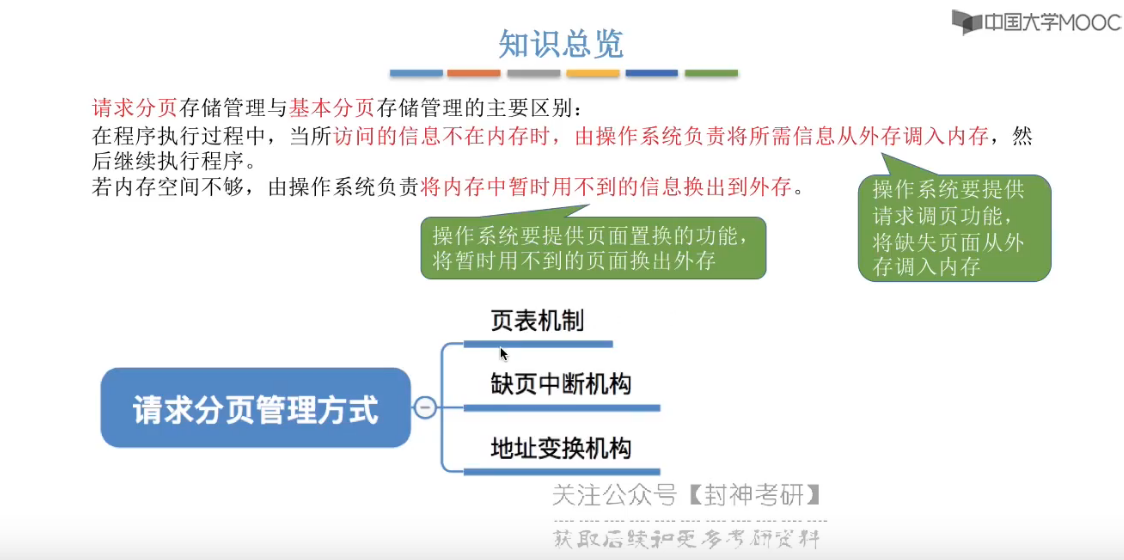 中国大学MOOC
知识总览
请求分页存储管理与基本分页存储管理的主要区别：
在程序执行过程中，当所访问的信息不在内存时，由操作系统负责将所需信息从外存调入内存，然
后继续执行程序。
若内存空间不够，由操作系统负责将内存中暂时用不到的信息换出到外存。
操作系统要提供
请求调页功能，
将缺失页面从外
存调入内存
操作系统要提供页面置换的功能，
将暂时用不到的页面换出外存
请求分页管理方式
页表机制
缺页中断机构
地址变换机构
关注公众号【封神考研】
获取后续和更多考研资料